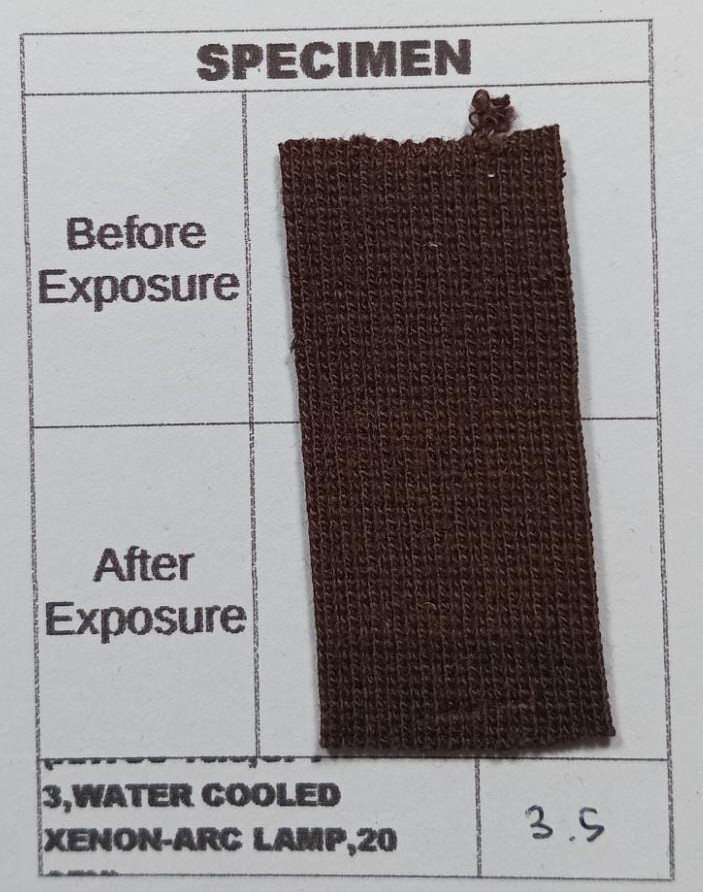 SPECIMEN
Before
Exposure
After
Exposure
3,WATER COOLED
XENON-ARC LAMP,20
3.5